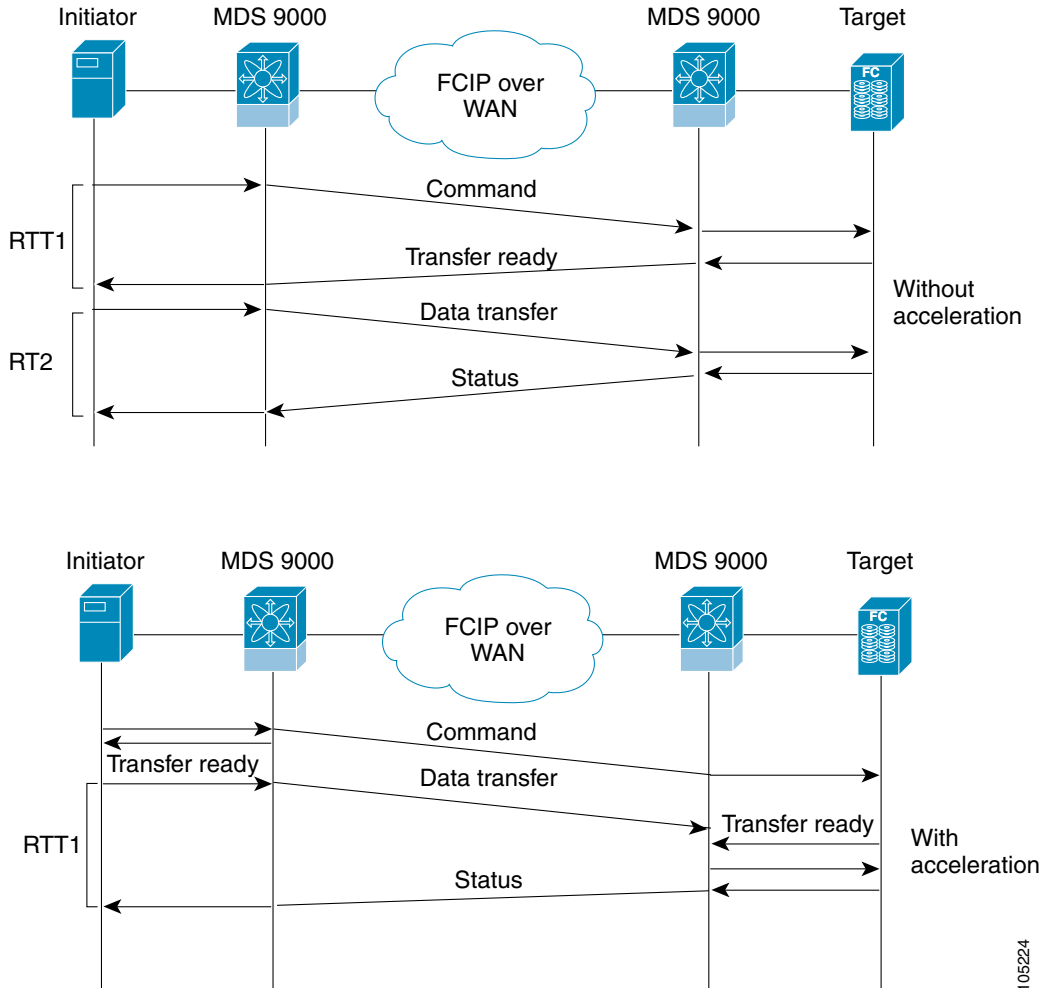 Initiator
MDS 9000
MDS 9000
Target
FCIP over
WAN
FC
Command
RTT1
Transfer ready
Without
acceleration
Data transfer
RT2
Status
Initiator
MDS 9000
MDS 9000
Target
FCIP over
WAN
FC
Command
Transfer ready
Data transfer
Transfer ready
RTT1
With
acceleration
Status
105224